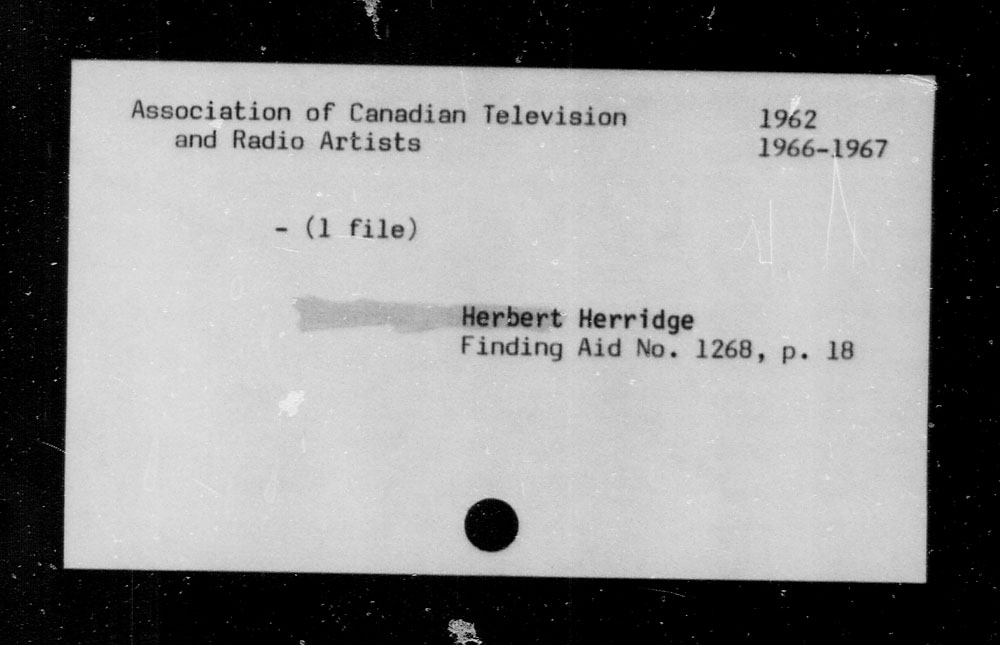 Association of Canadian Television 1962
and Radio Artists 1966-1967
- (1 file)
Herbert Herridge
Finding Aid No. 1268, p. 18